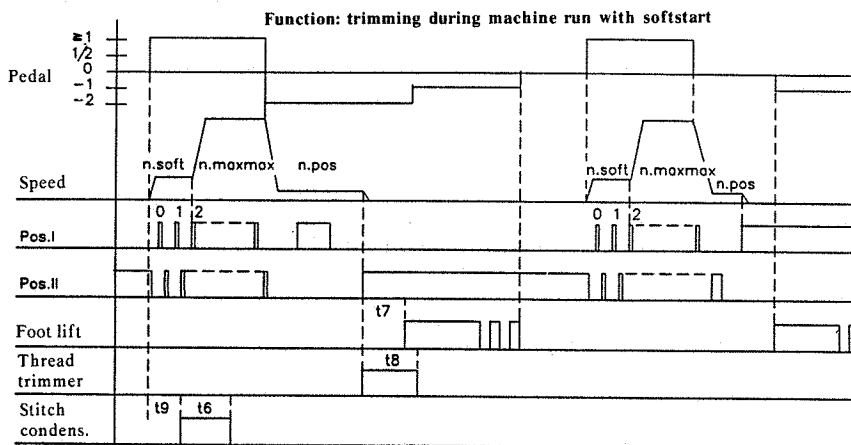 Function: trimming during machine run with softstart
≥1
1/2
0
−1
−2
Pedal
n.soft n.maxmax n.pos
n.soft n.maxmax n.pos
Speed
0 1 2
0 1 2
Pos.I
Pos.II
t7
Foot lift
Thread
trimmer
t8
t9 t6
Stitch
condens.